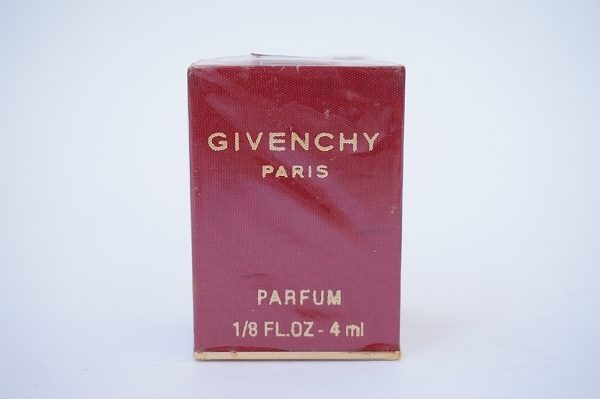 GIVENCHY
PARIS
PARFUM
1/8 FL.OZ - 4 ml